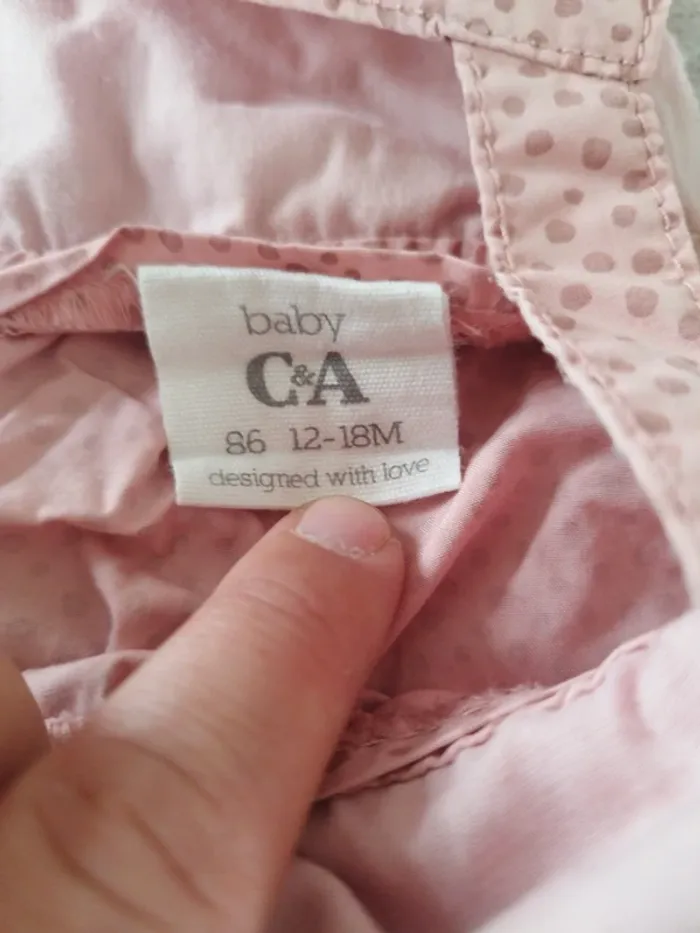 baby
C&A
86 12-18M
designed with love